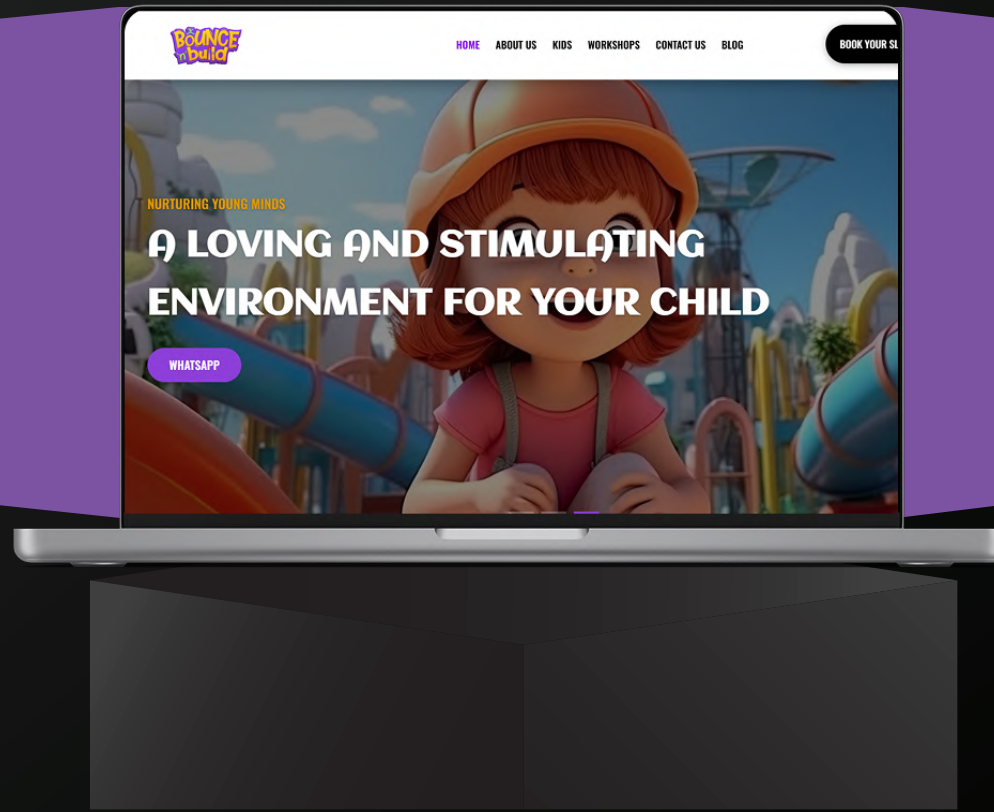 BOUNCE
n build
HOME ABOUT US KIDS WORKSHOPS CONTACT US BLOG
BOOK YOUR SL
NURTURING YOUNG MINDS
A LOVING AND STIMULATING
ENVIRONMENT FOR YOUR CHILD
WHATSAPP